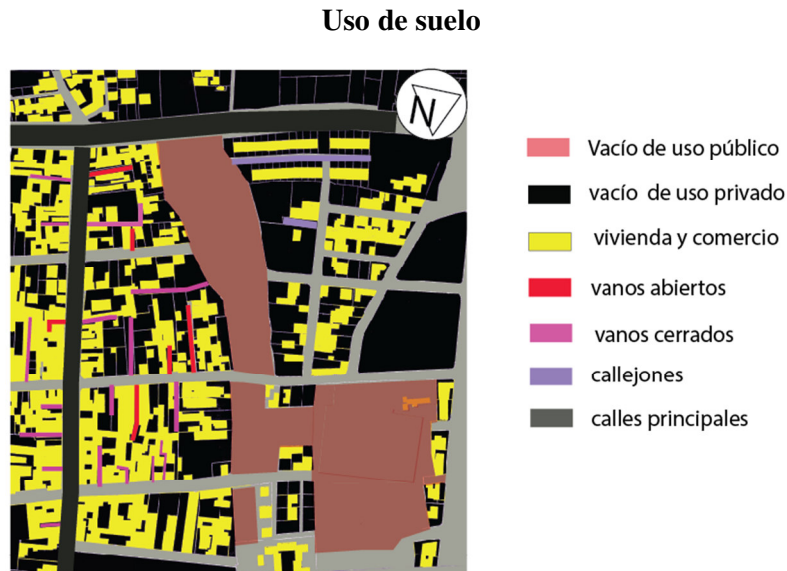 Uso de suelo
N
Vacío de uso público
vacío de uso privado
vivienda y comercio
vanos abiertos
vanos cerrados
callejones
calles principales